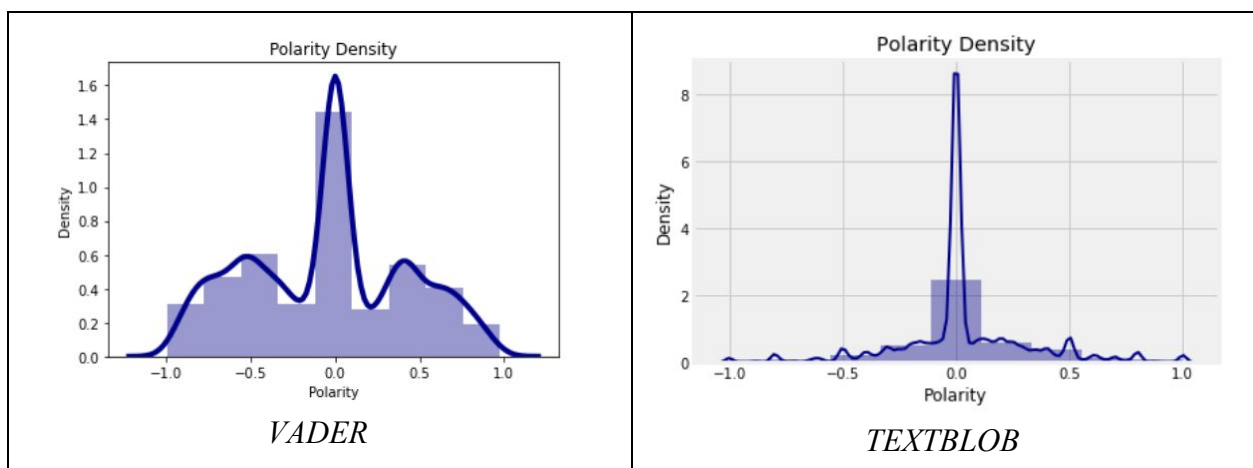 Polarity Density
1.6
1.4
1.2
1.0
0.8
0.6
0.4
0.2
0.0
Density
−1.0 −0.5 0.0 0.5 1.0
Polarity
VADER
Polarity Density
8
6
4
2
0
Density
−1.0 −0.5 0.0 0.5 1.0
Polarity
TEXTBLOB